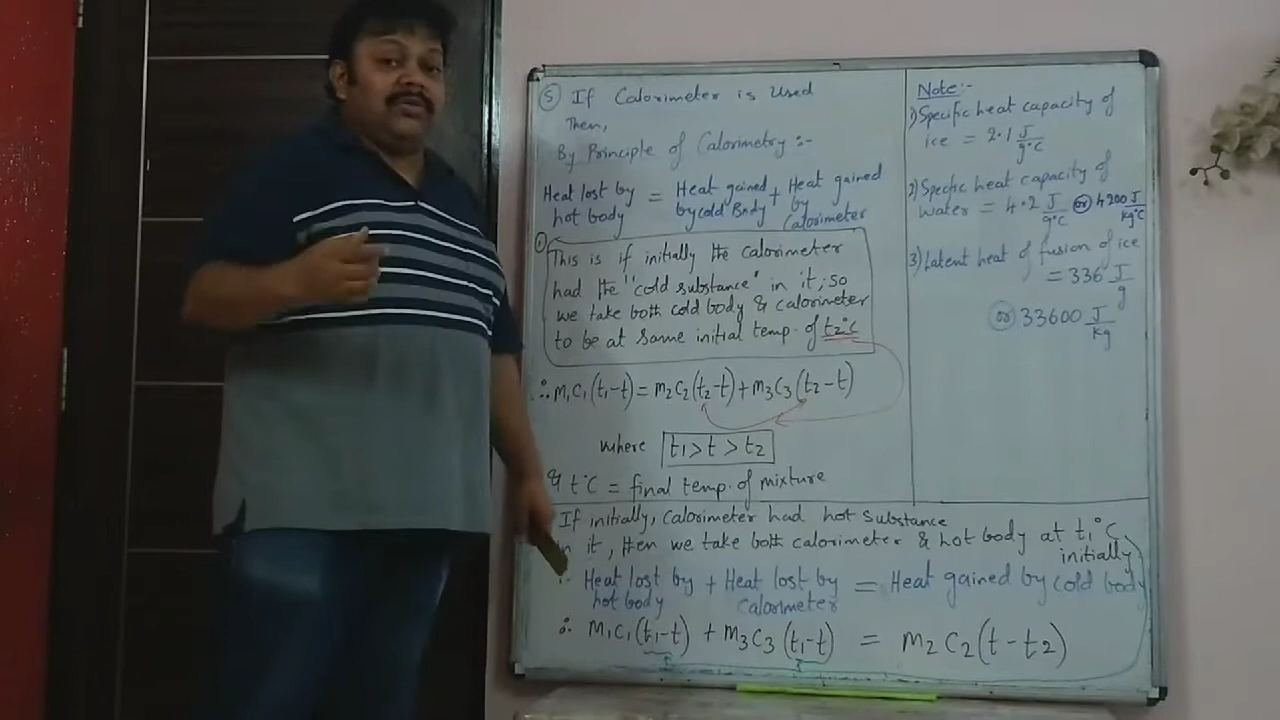 ⑤ If Calorimeter is Used
Then,
By Principle of Calorimetry :-
Heat lost by hot body = Heat gained by cold Body + Heat gained by Calorimeter
① This is if initially the calorimeter
had the "cold substance" in it, so
we take both cold body & calorimeter
to be at same initial temp. of t₂°C
∴ m₁c₁(t₁-t) = m₂c₂(t₂-t) + m₃c₃(t₂-t)
where t₁ > t > t₂
& t°C = final temp. of mixture
If initially, calorimeter had hot substance
in it, then we take both calorimeter & hot body at t₁°C
initially
∴ Heat lost by hot body + Heat lost by calorimeter = Heat gained by cold body
∴ m₁c₁(t₁-t) + m₃c₃(t₁-t) = m₂c₂(t-t₂)
Note:-
1) Specific heat capacity of
ice = 2.1 J/g°C
2) Specfic heat capacity of
water = 4.2 J/g°C or 4200 J/kg°C
3) Latent heat of fusion of ice
= 336 J/g
or 33600 J/kg